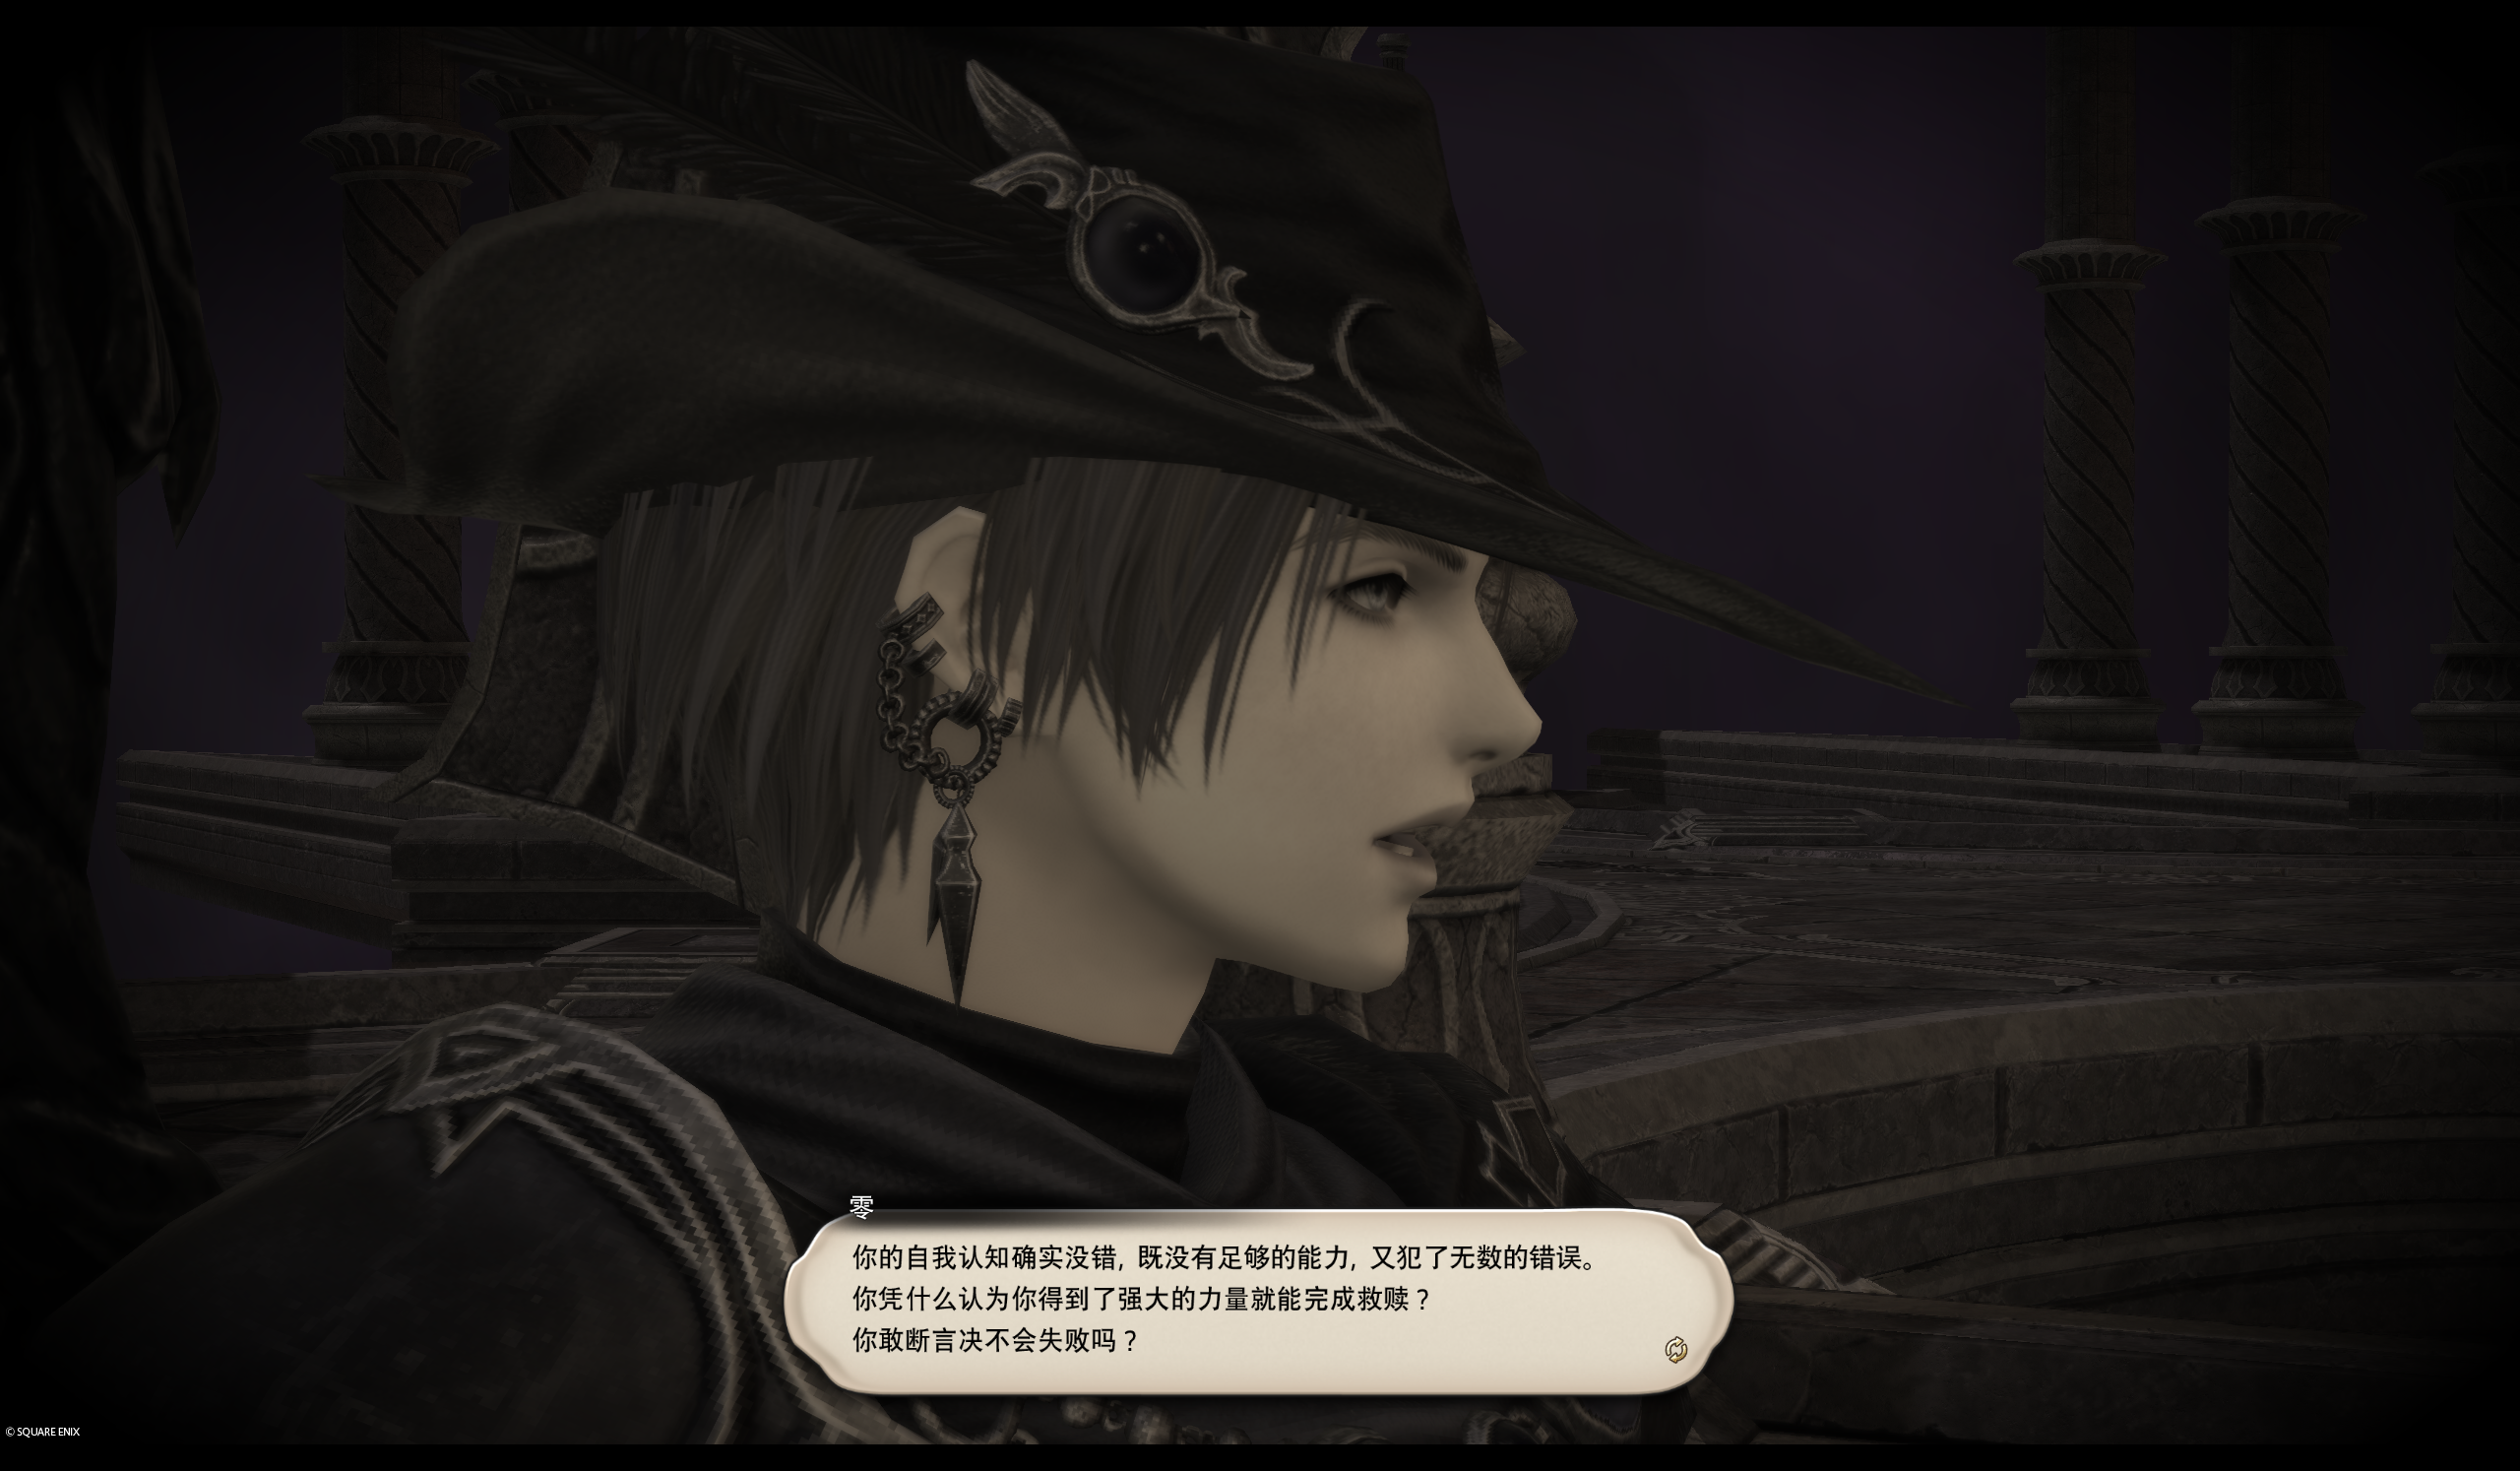 零
你的自我认知确实没错，既没有足够的能力，又犯了无数的错误。
你凭什么认为你得到了强大的力量就能完成救赎？
你敢断言决不会失败吗？
© SQUARE ENIX